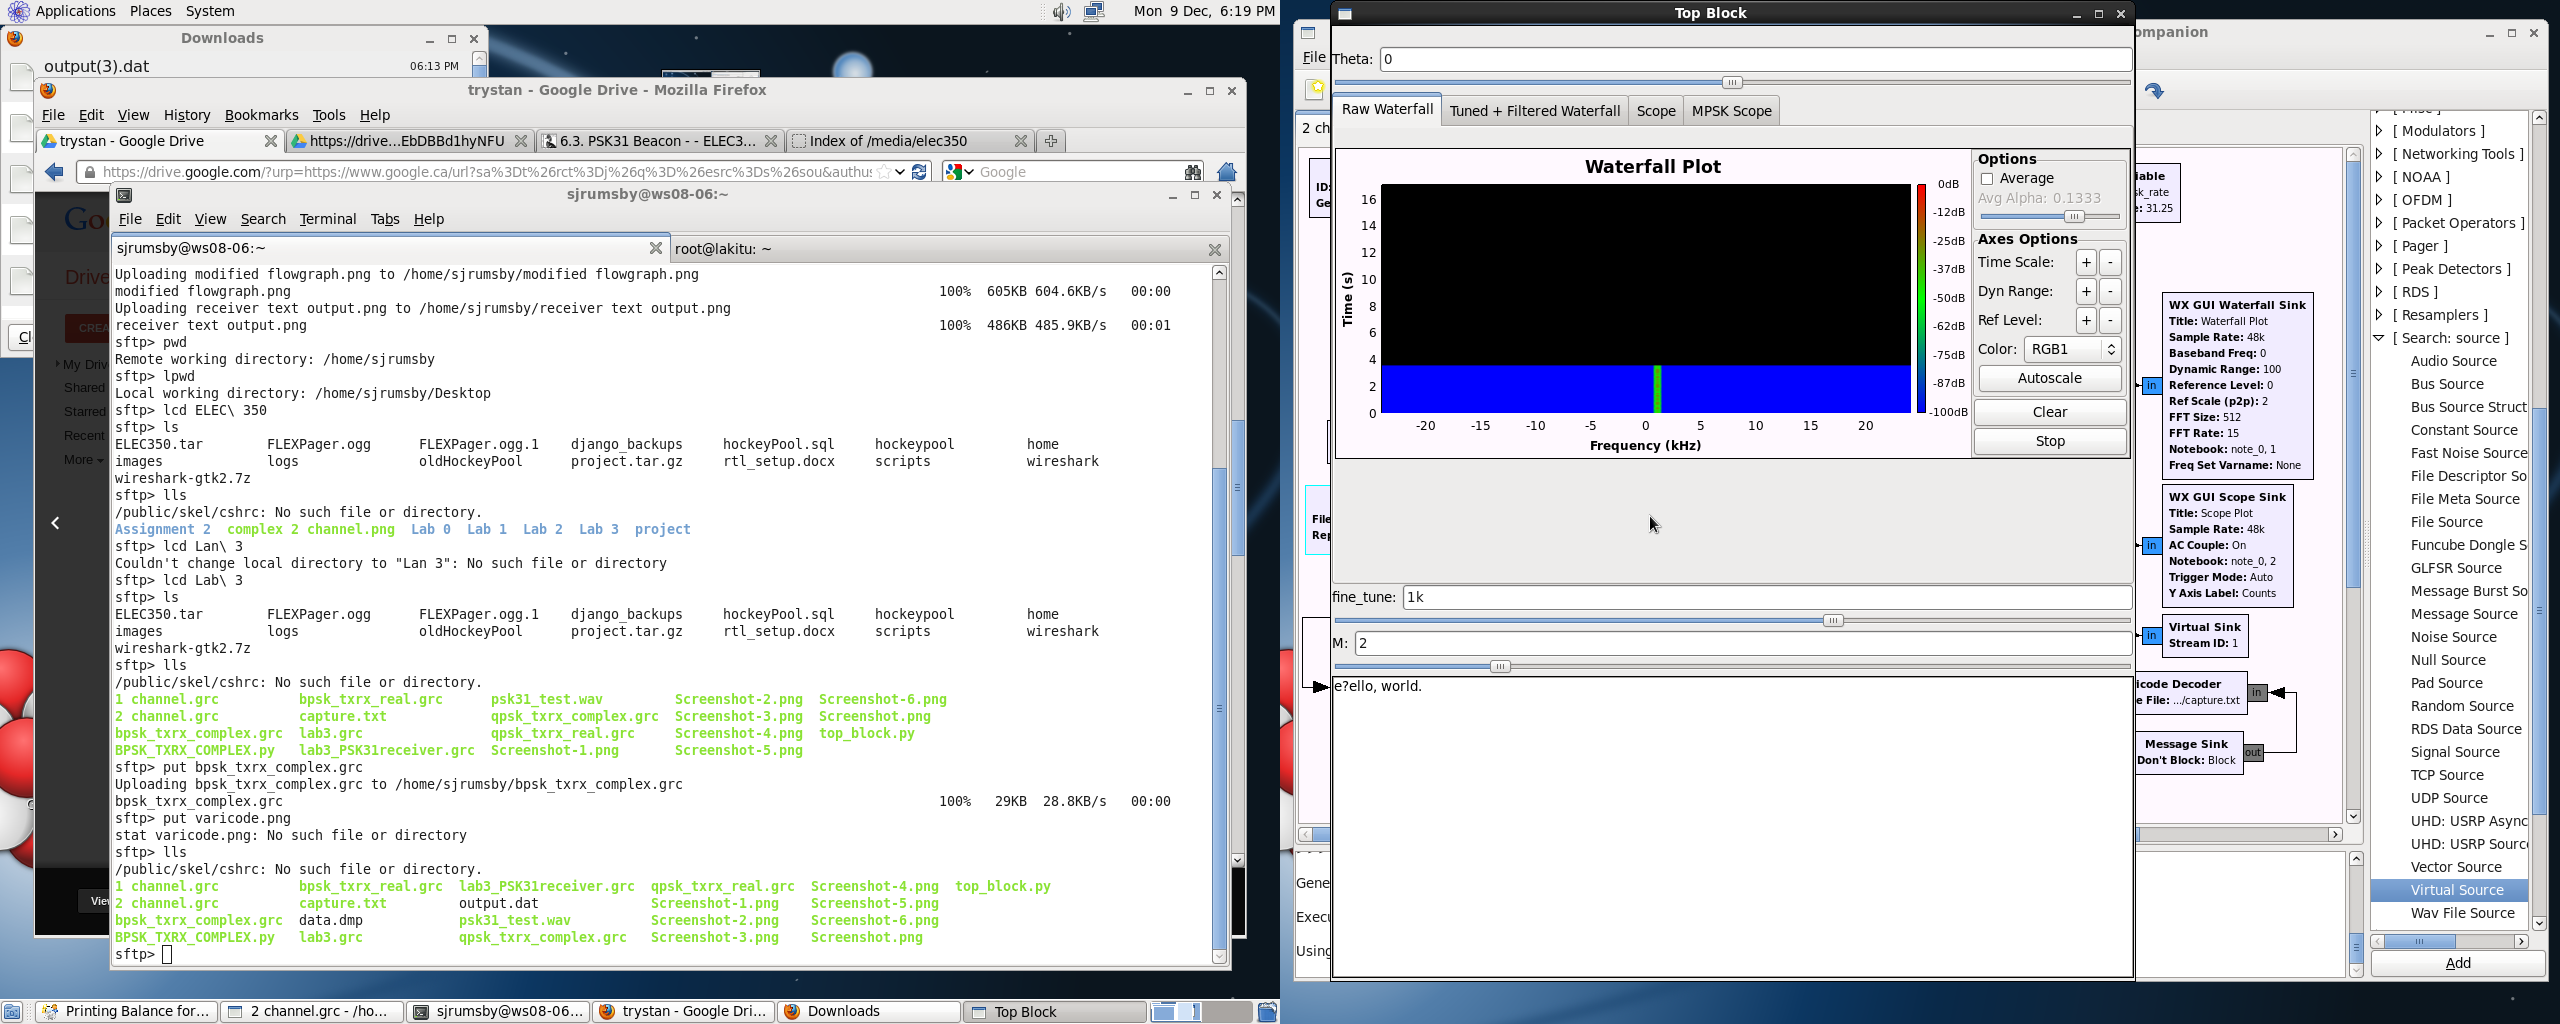 Applications Places System
Mon 9 Dec, 6:19 PM
Downloads
output(3).dat 06:13 PM
trystan - Google Drive - Mozilla Firefox
File Edit View History Bookmarks Tools Help
trystan - Google Drive
https://drive...EbDBBd1hyNFU
6.3. PSK31 Beacon - - ELEC3...
Index of /media/elec350
https://drive.google.com/?urp=https://www.google.ca/url?sa%3Dt%26rct%3Dj%26q%3D%26esrc%3Ds%26sou&authus
Google
Drive
CREA
My Driv
Shared
Starred
Recent
More
View
sjrumsby@ws08-06:~
File Edit View Search Terminal Tabs Help
sjrumsby@ws08-06:~
root@lakitu: ~
Uploading modified flowgraph.png to /home/sjrumsby/modified flowgraph.png
modified flowgraph.png 100% 605KB 604.6KB/s 00:00
Uploading receiver text output.png to /home/sjrumsby/receiver text output.png
receiver text output.png 100% 486KB 485.9KB/s 00:01
sftp> pwd
Remote working directory: /home/sjrumsby
sftp> lpwd
Local working directory: /home/sjrumsby/Desktop
sftp> lcd ELEC\ 350
sftp> ls
ELEC350.tar FLEXPager.ogg FLEXPager.ogg.1 django_backups hockeyPool.sql hockeypool home
images logs oldHockeyPool project.tar.gz rtl_setup.docx scripts wireshark
wireshark-gtk2.7z
sftp> lls
/public/skel/cshrc: No such file or directory.
Assignment 2 complex 2 channel.png Lab 0 Lab 1 Lab 2 Lab 3 project
sftp> lcd Lan\ 3
Couldn't change local directory to "Lan 3": No such file or directory
sftp> lcd Lab\ 3
sftp> ls
ELEC350.tar FLEXPager.ogg FLEXPager.ogg.1 django_backups hockeyPool.sql hockeypool home
images logs oldHockeyPool project.tar.gz rtl_setup.docx scripts wireshark
wireshark-gtk2.7z
sftp> lls
/public/skel/cshrc: No such file or directory.
1 channel.grc bpsk_txrx_real.grc psk31_test.wav Screenshot-2.png Screenshot-6.png
2 channel.grc capture.txt qpsk_txrx_complex.grc Screenshot-3.png Screenshot.png
bpsk_txrx_complex.grc lab3.grc qpsk_txrx_real.grc Screenshot-4.png top_block.py
BPSK_TXRX_COMPLEX.py lab3_PSK31receiver.grc Screenshot-1.png Screenshot-5.png
sftp> put bpsk_txrx_complex.grc
Uploading bpsk_txrx_complex.grc to /home/sjrumsby/bpsk_txrx_complex.grc
bpsk_txrx_complex.grc 100% 29KB 28.8KB/s 00:00
sftp> put varicode.png
stat varicode.png: No such file or directory
sftp> lls
/public/skel/cshrc: No such file or directory.
1 channel.grc bpsk_txrx_real.grc lab3_PSK31receiver.grc qpsk_txrx_real.grc Screenshot-4.png top_block.py
2 channel.grc capture.txt output.dat Screenshot-1.png Screenshot-5.png
bpsk_txrx_complex.grc data.dmp psk31_test.wav Screenshot-2.png Screenshot-6.png
BPSK_TXRX_COMPLEX.py lab3.grc qpsk_txrx_complex.grc Screenshot-3.png Screenshot.png
sftp>
Printing Balance for...
2 channel.grc - /ho...
sjrumsby@ws08-06...
trystan - Google Dri...
Downloads
Top Block
Top Block
Theta: 0
Raw Waterfall
Tuned + Filtered Waterfall
Scope
MPSK Scope
Waterfall Plot
Time (s)
16
14
12
10
8
6
4
2
0
-20 -15 -10 -5 0 5 10 15 20
Frequency (kHz)
0dB
-12dB
-25dB
-37dB
-50dB
-62dB
-75dB
-87dB
-100dB
Options
Average
Avg Alpha: 0.1333
Axes Options
Time Scale: + -
Dyn Range: + -
Ref Level: + -
Color: RGB1
Autoscale
Clear
Stop
fine_tune: 1k
M: 2
e?ello, world.
ompanion
File
2 ch
ID:
Ge
File
Rep
Gene
Execu
Using
iable
sk_rate
e: 31.25
WX GUI Waterfall Sink
Title: Waterfall Plot
Sample Rate: 48k
Baseband Freq: 0
Dynamic Range: 100
Reference Level: 0
Ref Scale (p2p): 2
FFT Size: 512
FFT Rate: 15
Notebook: note_0, 1
Freq Set Varname: None
in
WX GUI Scope Sink
Title: Scope Plot
Sample Rate: 48k
AC Couple: On
Notebook: note_0, 2
Trigger Mode: Auto
Y Axis Label: Counts
in
Virtual Sink
Stream ID: 1
in
icode Decoder
e File: .../capture.txt
in
Message Sink
Don't Block: Block
out
[ Modulators ]
[ Networking Tools ]
[ NOAA ]
[ OFDM ]
[ Packet Operators ]
[ Pager ]
[ Peak Detectors ]
[ RDS ]
[ Resamplers ]
[ Search: source ]
Audio Source
Bus Source
Bus Source Struct
Constant Source
Fast Noise Source
File Descriptor So
File Meta Source
File Source
Funcube Dongle S
GLFSR Source
Message Burst So
Message Source
Noise Source
Null Source
Pad Source
Random Source
RDS Data Source
Signal Source
TCP Source
UDP Source
UHD: USRP Async
UHD: USRP Sourc
Vector Source
Virtual Source
Wav File Source
Add